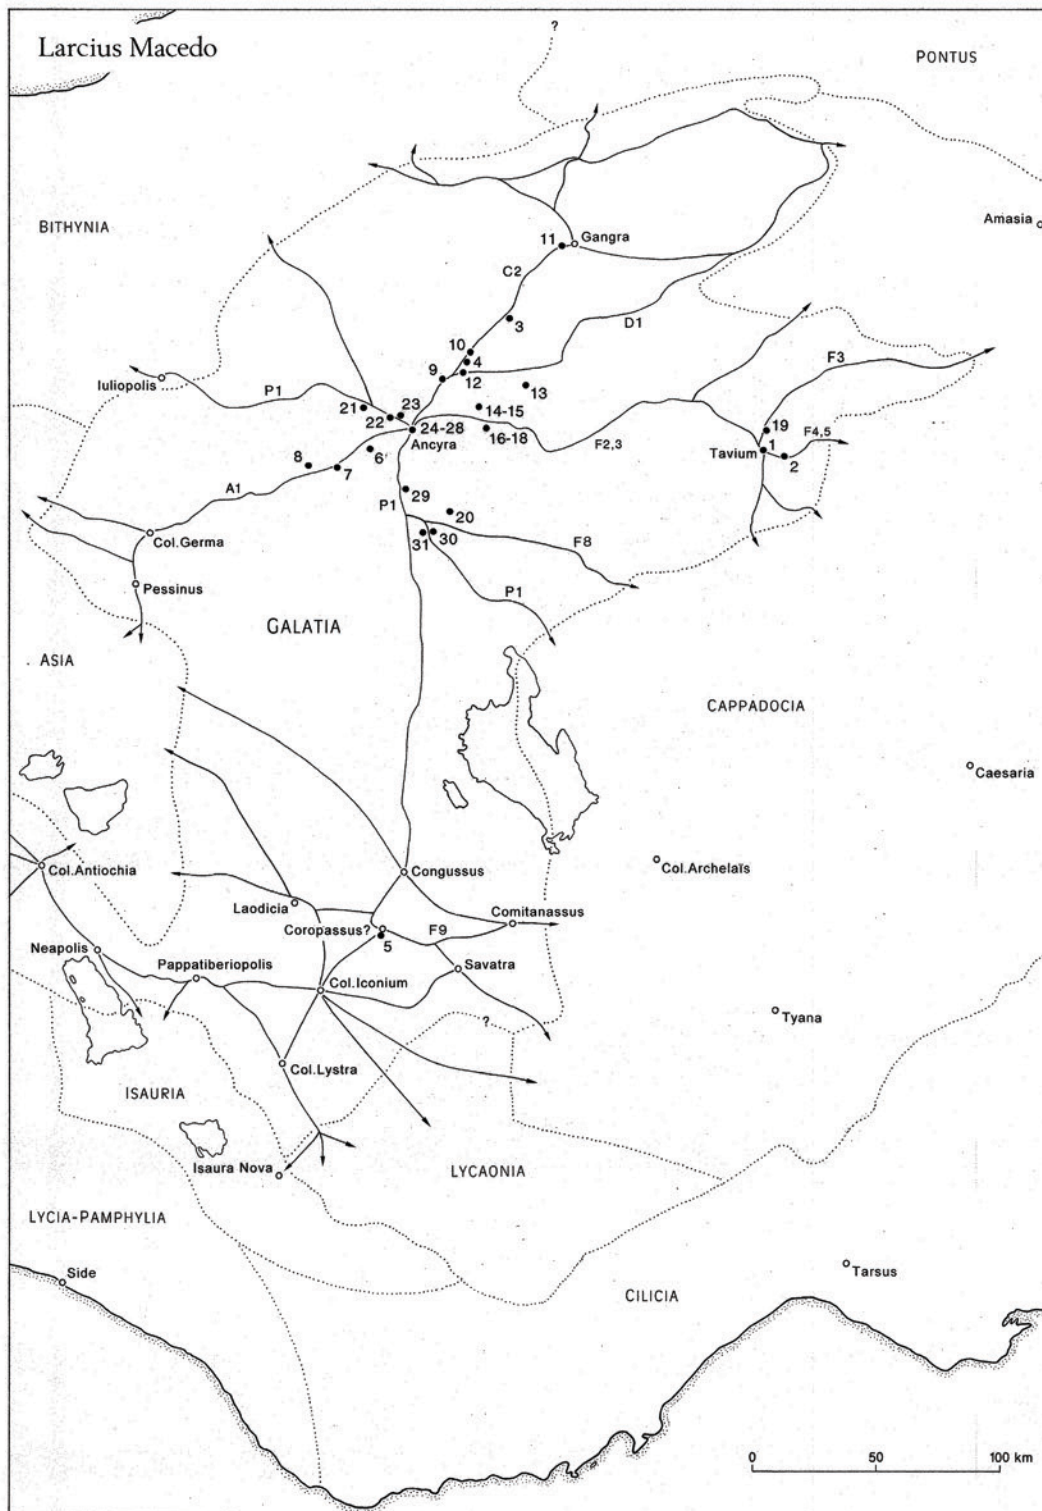 Larcius Macedo
?
PONTUS
BITHYNIA
Amasia
11
Gangra
C2
3
D1
10
4
9
12
F3
Iuliopolis
P1
13
21
23
22
14-15
24-28
16-18
19
F4,5
Ancyra
6
F2,3
Tavium
1
2
8
7
A1
29
P1
20
31
30
F8
Col.Germa
Pessinus
P1
GALATIA
ASIA
CAPPADOCIA
Caesaria
Col.Antiochia
Congussus
Col.Archelaïs
Laodicia
Comitanassus
Coropassus?
F9
5
Neapolis
Pappatiberiopolis
Savatra
Col.Iconium
?
Tyana
Col.Lystra
ISAURIA
Isaura Nova
LYCAONIA
LYCIA-PAMPHYLIA
Side
Tarsus
CILICIA
0
50
100 km